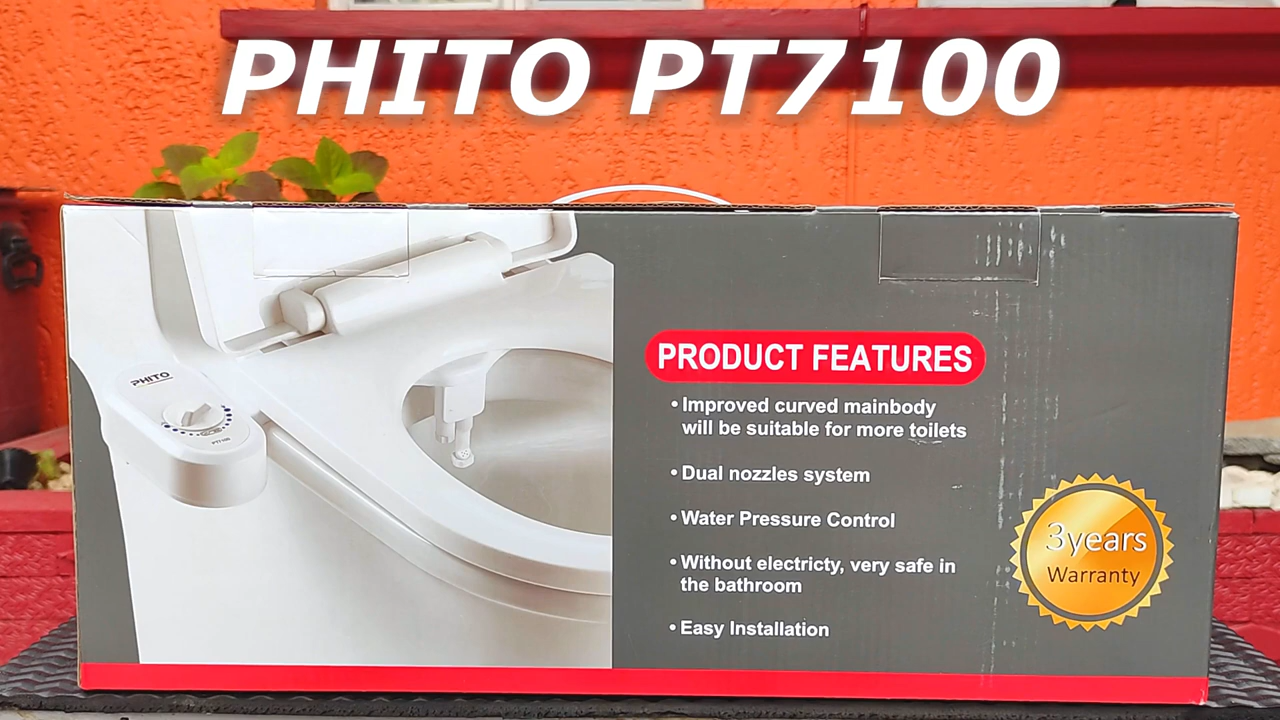 PHITO PT7100
PHITO
PT7100
PRODUCT FEATURES
• Improved curved mainbody
will be suitable for more toilets
• Dual nozzles system
• Water Pressure Control
• Without electricty, very safe in
the bathroom
• Easy Installation
3years
Warranty